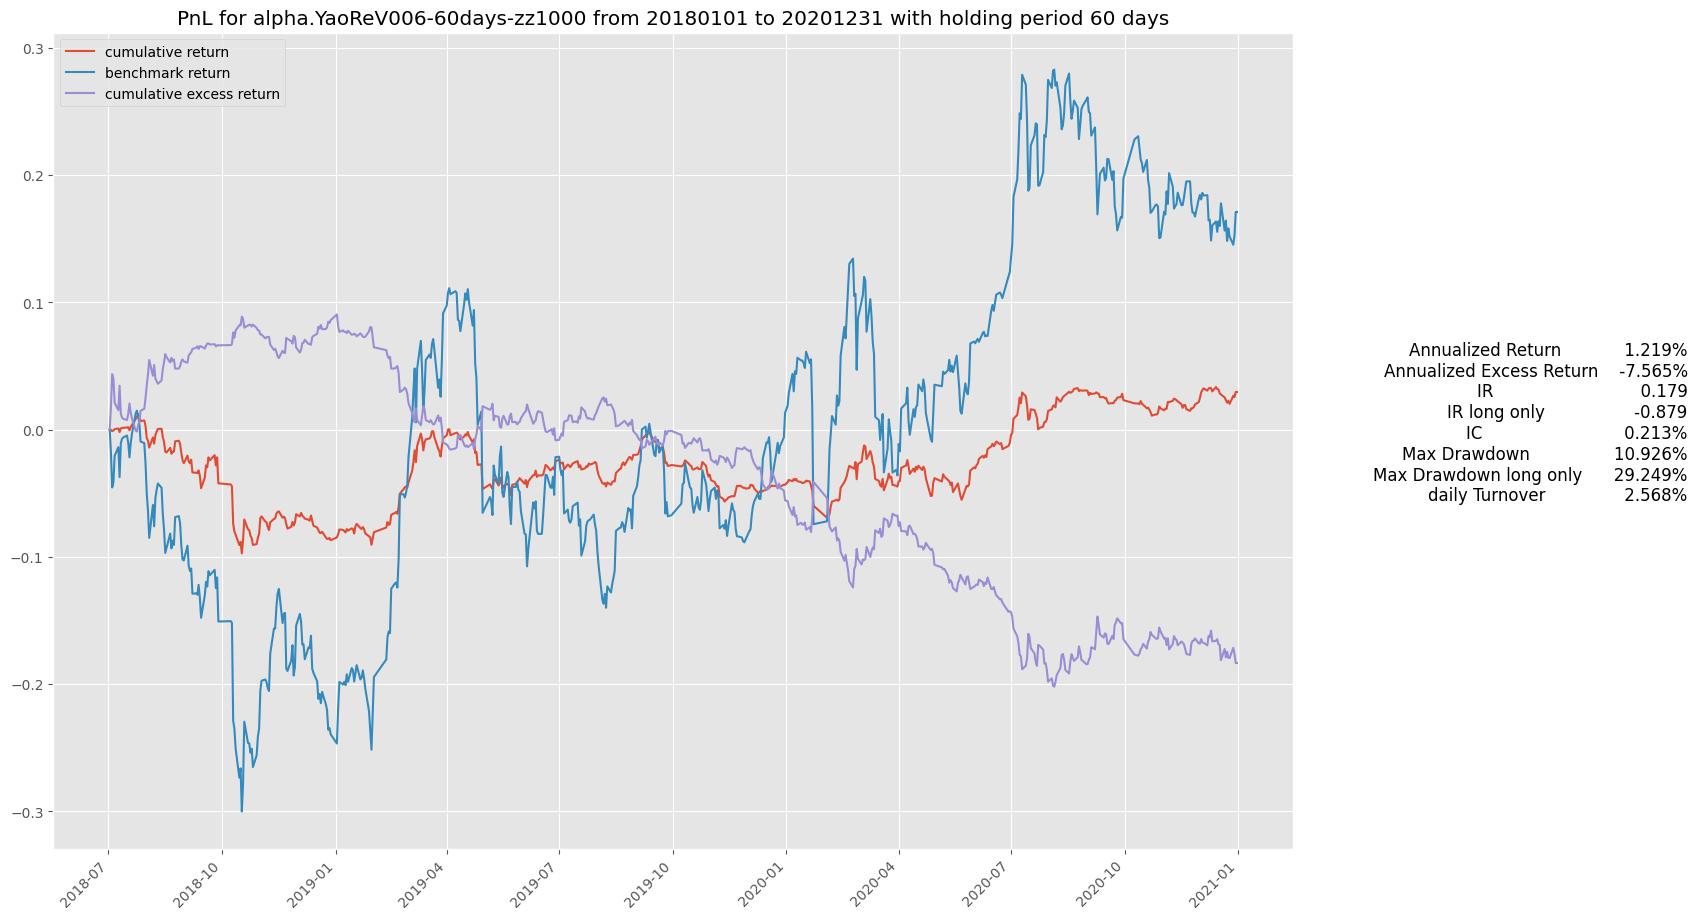 PnL for alpha.YaoReV006-60days-zz1000 from 20180101 to 20201231 with holding period 60 days
cumulative return
benchmark return
cumulative excess return
0.3
0.2
0.1
0.0
−0.1
−0.2
−0.3
2018-07
2018-10
2019-01
2019-04
2019-07
2019-10
2020-01
2020-04
2020-07
2020-10
2021-01
Annualized Return 1.219%
Annualized Excess Return -7.565%
IR 0.179
IR long only -0.879
IC 0.213%
Max Drawdown 10.926%
Max Drawdown long only 29.249%
daily Turnover 2.568%